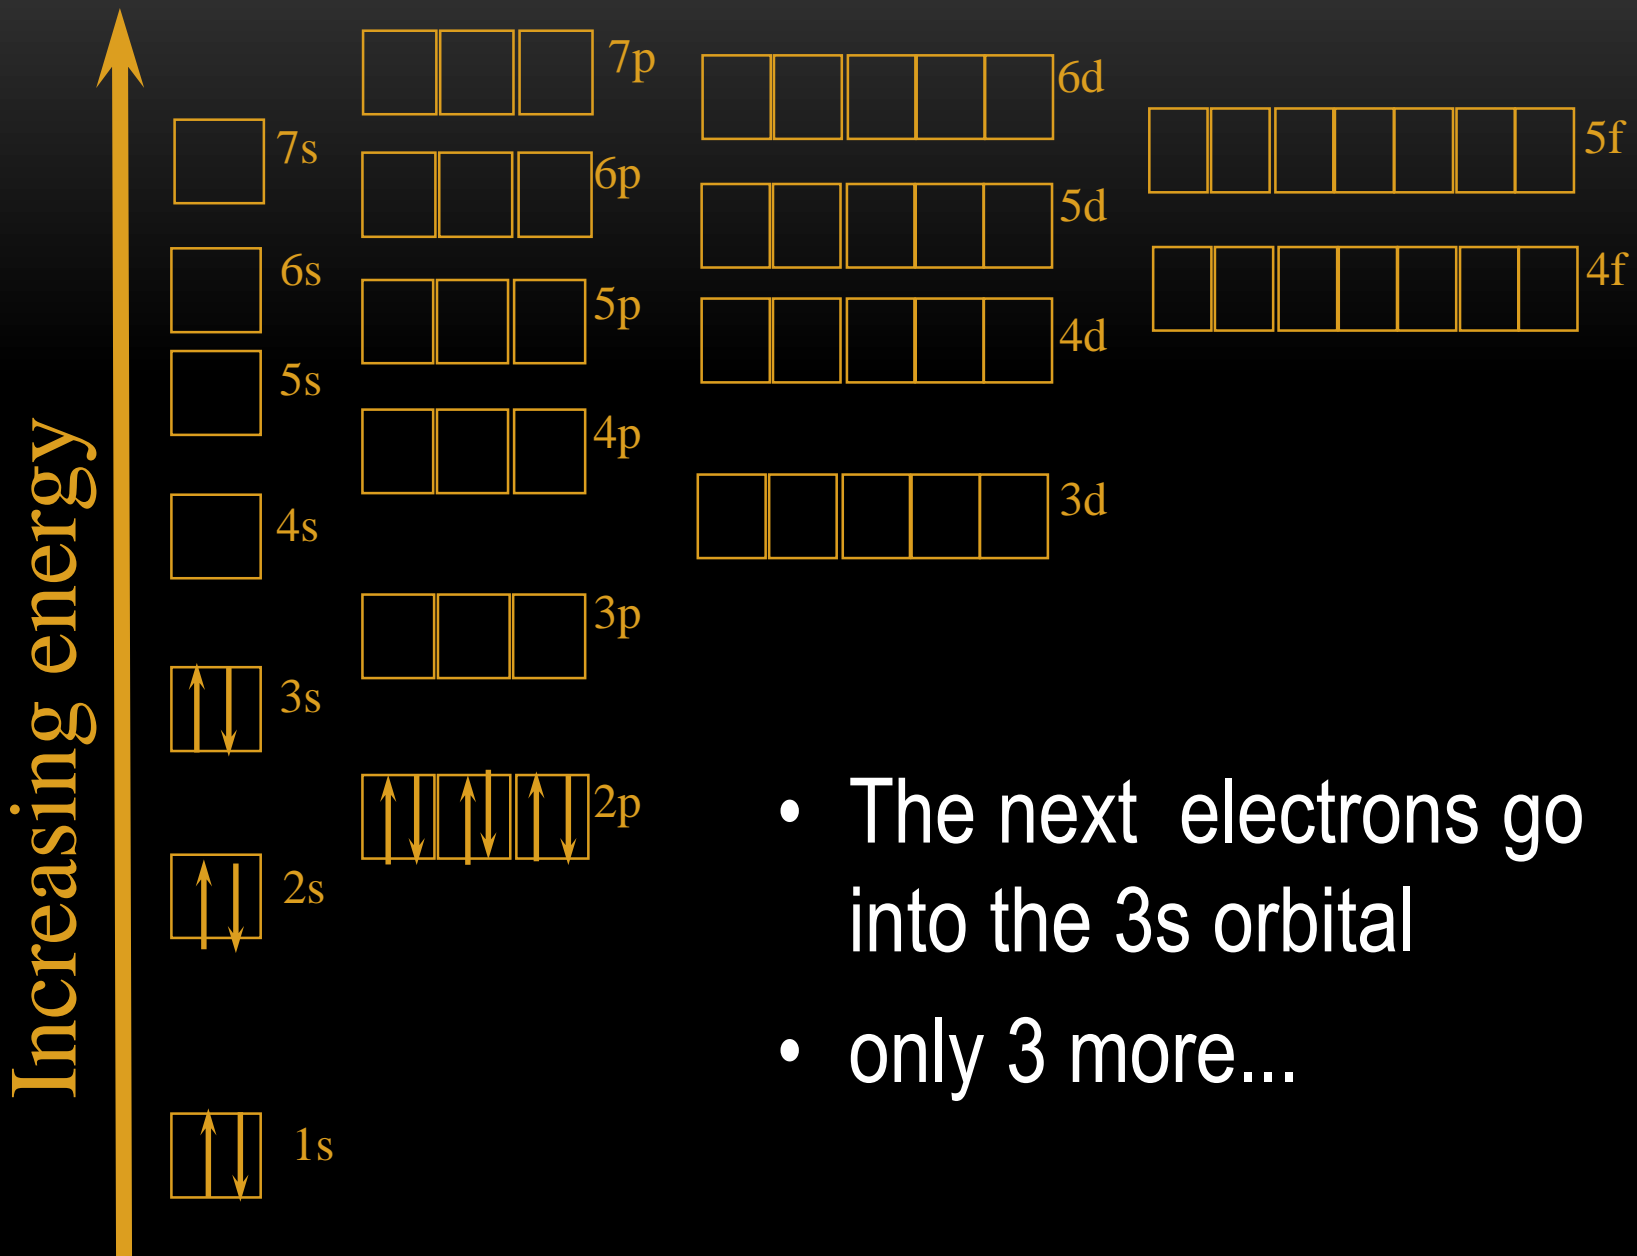 Increasing energy
7s
6s
5s
4s
3s
2s
1s
7p
6p
5p
4p
3p
2p
6d
5d
4d
3d
5f
4f
• The next  electrons go
into the 3s orbital
• only 3 more...